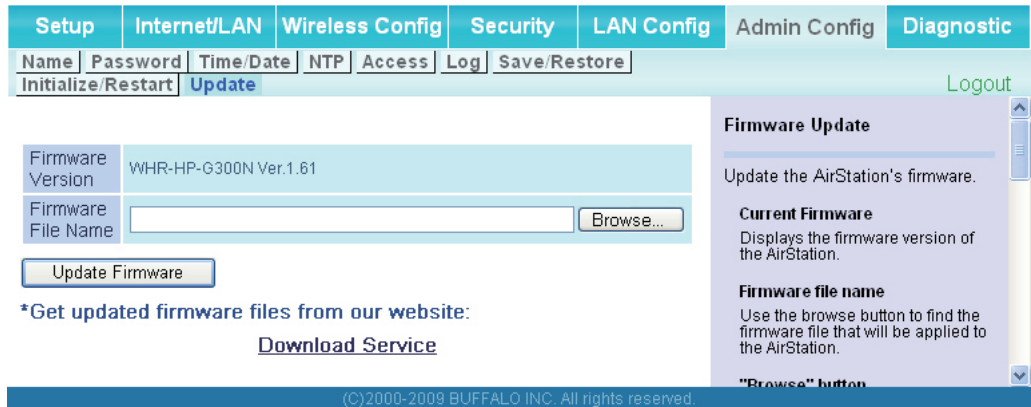 Setup Internet/LAN Wireless Config Security LAN Config Admin Config Diagnostic
Name Password Time/Date NTP Access Log Save/Restore
Initialize/Restart Update
Logout
Firmware Version WHR-HP-G300N Ver.1.61
Firmware File Name Browse...
Update Firmware
*Get updated firmware files from our website:
Download Service
Firmware Update
Update the AirStation's firmware.
Current Firmware
Displays the firmware version of
the AirStation.
Firmware file name
Use the browse button to find the
firmware file that will be applied to
the AirStation.
"Browse" button
(C)2000-2009 BUFFALO INC. All rights reserved.